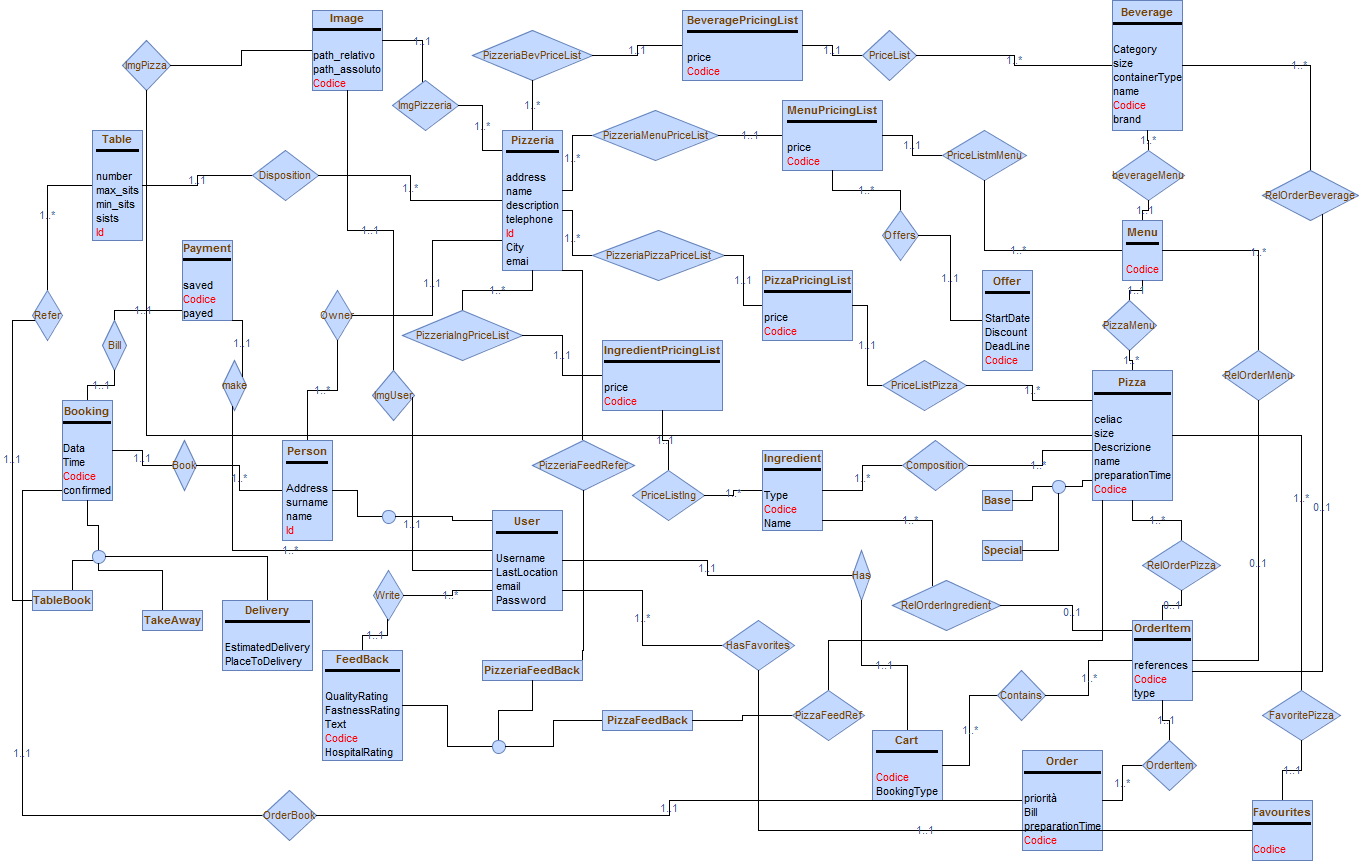 Image
path_relativo
path_assoluto
Codice
ImgPizza
1..1
ImgPizzeria
1..*
PizzeriaBevPriceList
1..1
1..*
BeveragePricingList
price
Codice
1..1
PriceList
1..*
Beverage
Category
size
containerType
name
Codice
brand
1..*
1..*
beverageMenu
1..1
RelOrderBeverage
Table
number
max_sits
min_sits
sists
Id
1..1
Disposition
1..*
1..*
Pizzeria
address
name
description
telephone
Id
City
emai
1..*
PizzeriaMenuPriceList
1..1
MenuPricingList
price
Codice
1..1
PriceListmMenu
1..*
1..*
Offers
1..1
Menu
Codice
1..*
1..1
Offer
StartDate
Discount
DeadLine
Codice
1..*
PizzeriaPizzaPriceList
1..1
PizzaPricingList
price
Codice
1..1
PriceListPizza
1..*
PizzaMenu
1..*
RelOrderMenu
Payment
saved
Codice
payed
1..1
1..1
Refer
Bill
1..1
make
1..1
1..1
Owner
1..1
1..*
1..*
PizzeriaIngPriceList
1..1
IngredientPricingList
price
Codice
1..1
ImgUser
1..1
Booking
Data
Time
Codice
confirmed
1..1
Book
1..*
Person
Address
surname
name
Id
PizzeriaFeedRefer
PriceListIng
1..*
Ingredient
Type
Codice
Name
1..*
Composition
1..*
1..*
Pizza
celiac
size
Descrizione
name
preparationTime
Codice
Base
Special
1..*
1..*
0..1
0..1
RelOrderPizza
0..1
1..*
User
Username
LastLocation
email
Password
1..1
Has
1..1
RelOrderIngredient
0..1
TableBook
TakeAway
Delivery
EstimatedDelivery
PlaceToDelivery
Write
1..*
1..1
1..*
HasFavorites
OrderItem
references
Codice
type
FeedBack
QualityRating
FastnessRating
Text
Codice
HospitalRating
PizzeriaFeedBack
PizzaFeedBack
PizzaFeedRef
Contains
1..*
1..*
1..1
FavoritePizza
1..1
Cart
Codice
BookingType
Order
priorità
Bill
preparationTime
Codice
1..*
OrderItem
1..1
OrderBook
1..1
1..1
Favourites
Codice